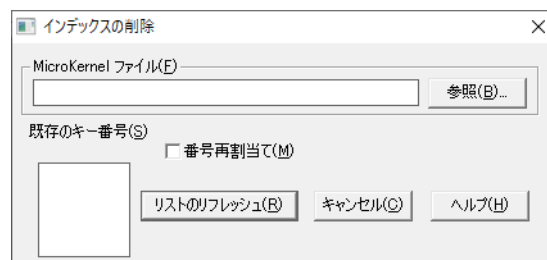 インデックスの削除
MicroKernel ファイル(F)
参照(B)...
既存のキー番号(S)
番号再割当て(M)
リストのリフレッシュ(R) キャンセル(C) ヘルプ(H)